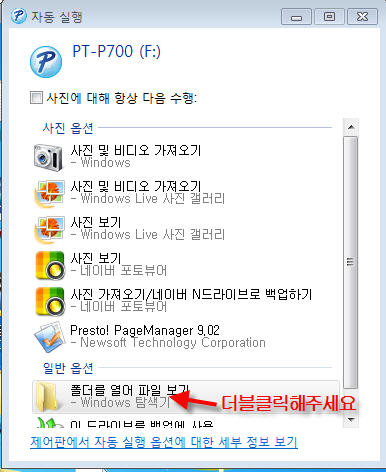 자동 실행
PT-P700 (F:)
사진에 대해 항상 다음 수행:
사진 옵션
사진 및 비디오 가져오기
- Windows
사진 및 비디오 가져오기
- Windows Live 사진 갤러리
사진 보기
- Windows Live 사진 갤러리
사진 보기
- 네이버 포토뷰어
사진 가져오기/네이버 N드라이브로 백업하기
- 네이버 포토뷰어
Presto! PageManager 9.02
- Newsoft Technology Corporation
일반 옵션
폴더를 열어 파일 보기
- Windows 탐색기
더블클릭해주세요
이 드라이브를 백업에 사용
제어판에서 자동 실행 옵션에 대한 세부 정보 보기